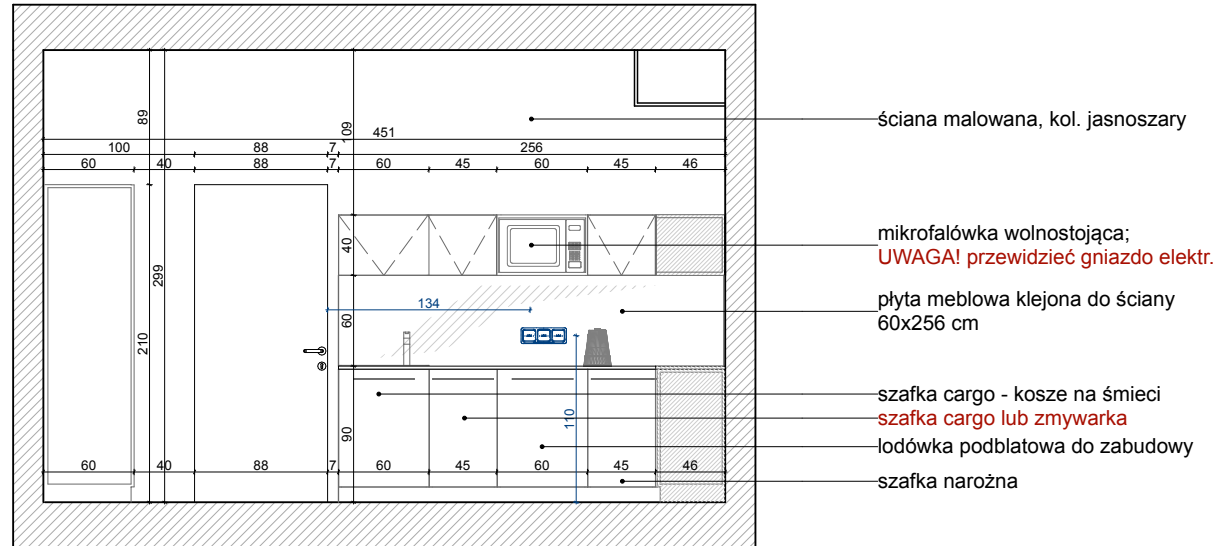 ściana malowana, kol. jasnoszary
89
109
451
100 88 7 256
60 40 88 7 60 45 60 45 46
mikrofalówka wolnostojąca;
UWAGA! przewidzieć gniazdo elektr.
40
299
134
płyta meblowa klejona do ściany
60x256 cm
60
210
szafka cargo - kosze na śmieci
szafka cargo lub zmywarka
110
90
lodówka podblatowa do zabudowy
60 40 88 7 60 45 60 45 46
szafka narożna